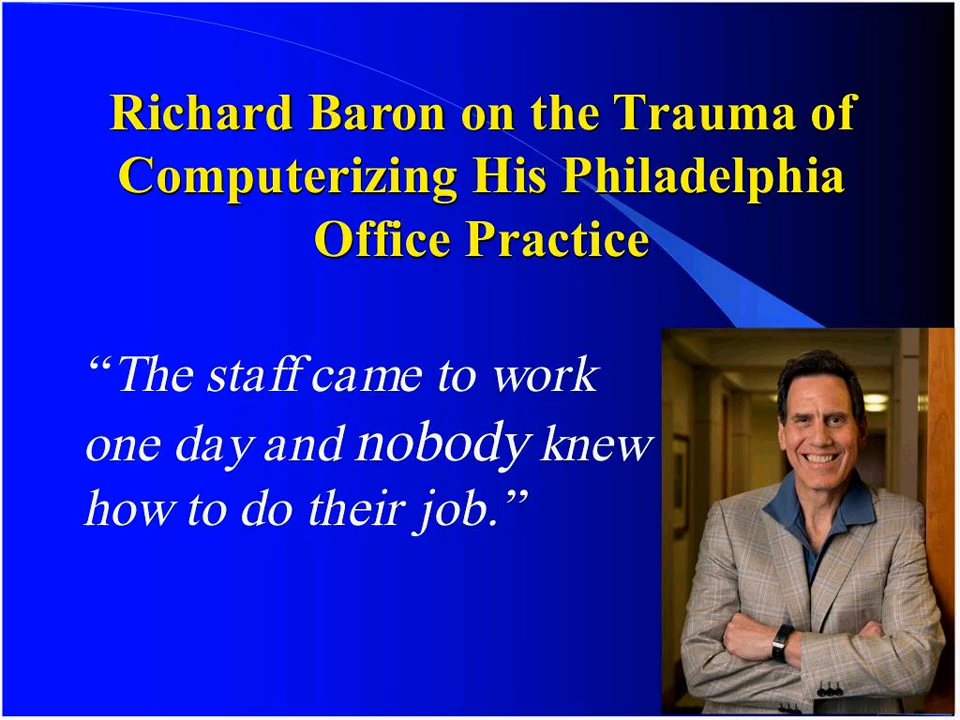 Richard Baron on the Trauma of
Computerizing His Philadelphia
Office Practice
“The staff came to work
one day and nobody knew
how to do their job.”